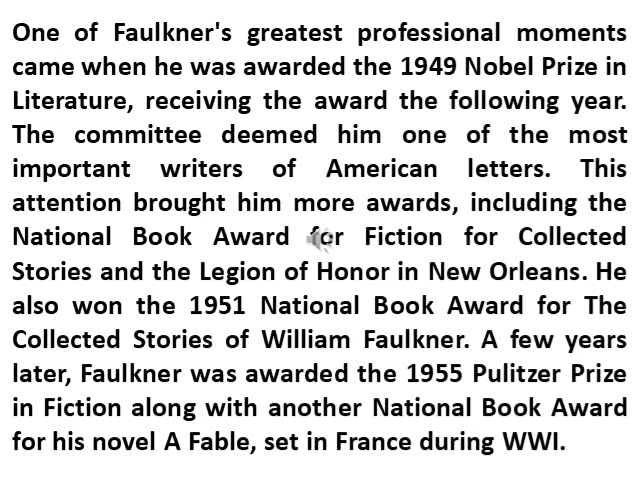 One of Faulkner's greatest professional moments
came when he was awarded the 1949 Nobel Prize in
Literature, receiving the award the following year.
The committee deemed him one of the most
important writers of American letters. This
attention brought him more awards, including the
National Book Award for Fiction for Collected
Stories and the Legion of Honor in New Orleans. He
also won the 1951 National Book Award for The
Collected Stories of William Faulkner. A few years
later, Faulkner was awarded the 1955 Pulitzer Prize
in Fiction along with another National Book Award
for his novel A Fable, set in France during WWI.